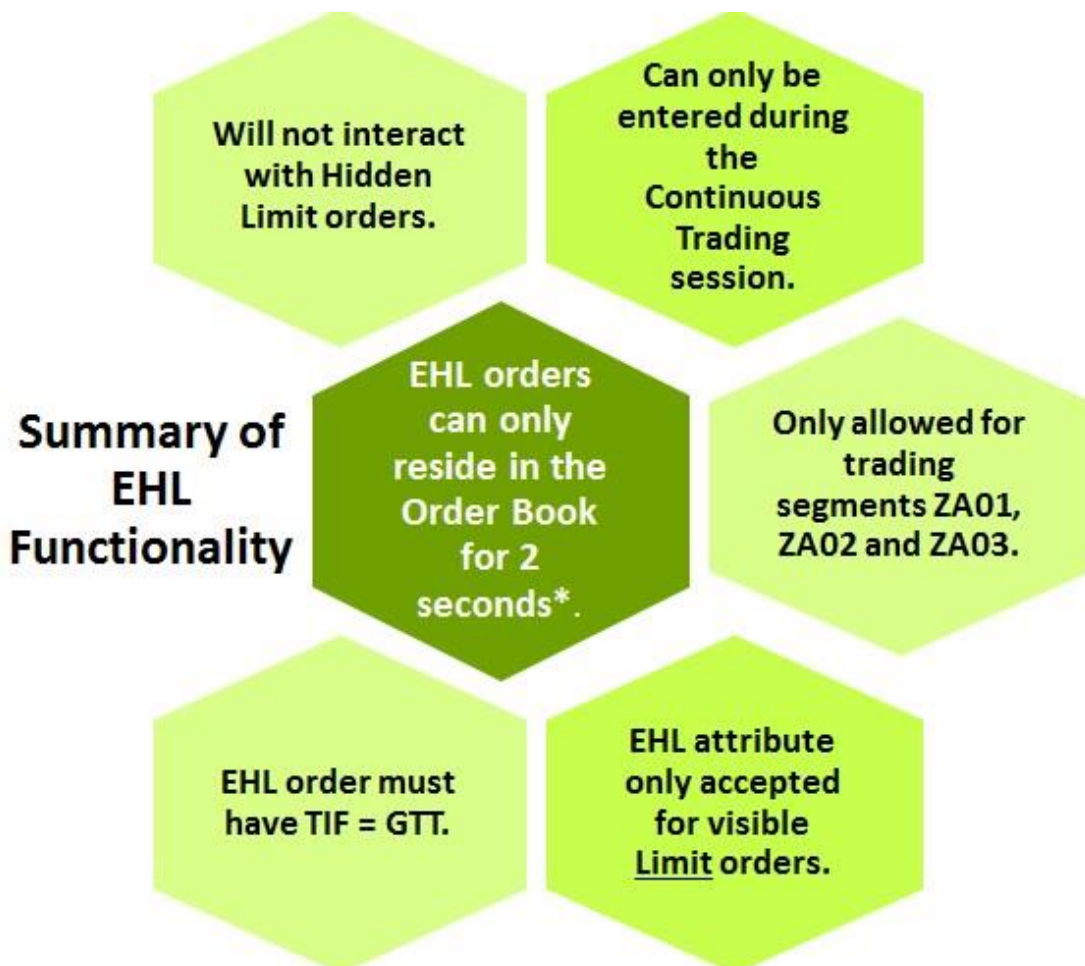 Will not interact
with Hidden
Limit orders.
Can only be
entered during
the
Continuous
Trading
session.
Summary of
EHL
Functionality
EHL orders
can only
reside in the
Order Book
for 2
seconds*.
Only allowed for
trading
segments ZA01,
ZA02 and ZA03.
EHL order must
have TIF = GTT.
EHL attribute
only accepted
for visible
Limit orders.